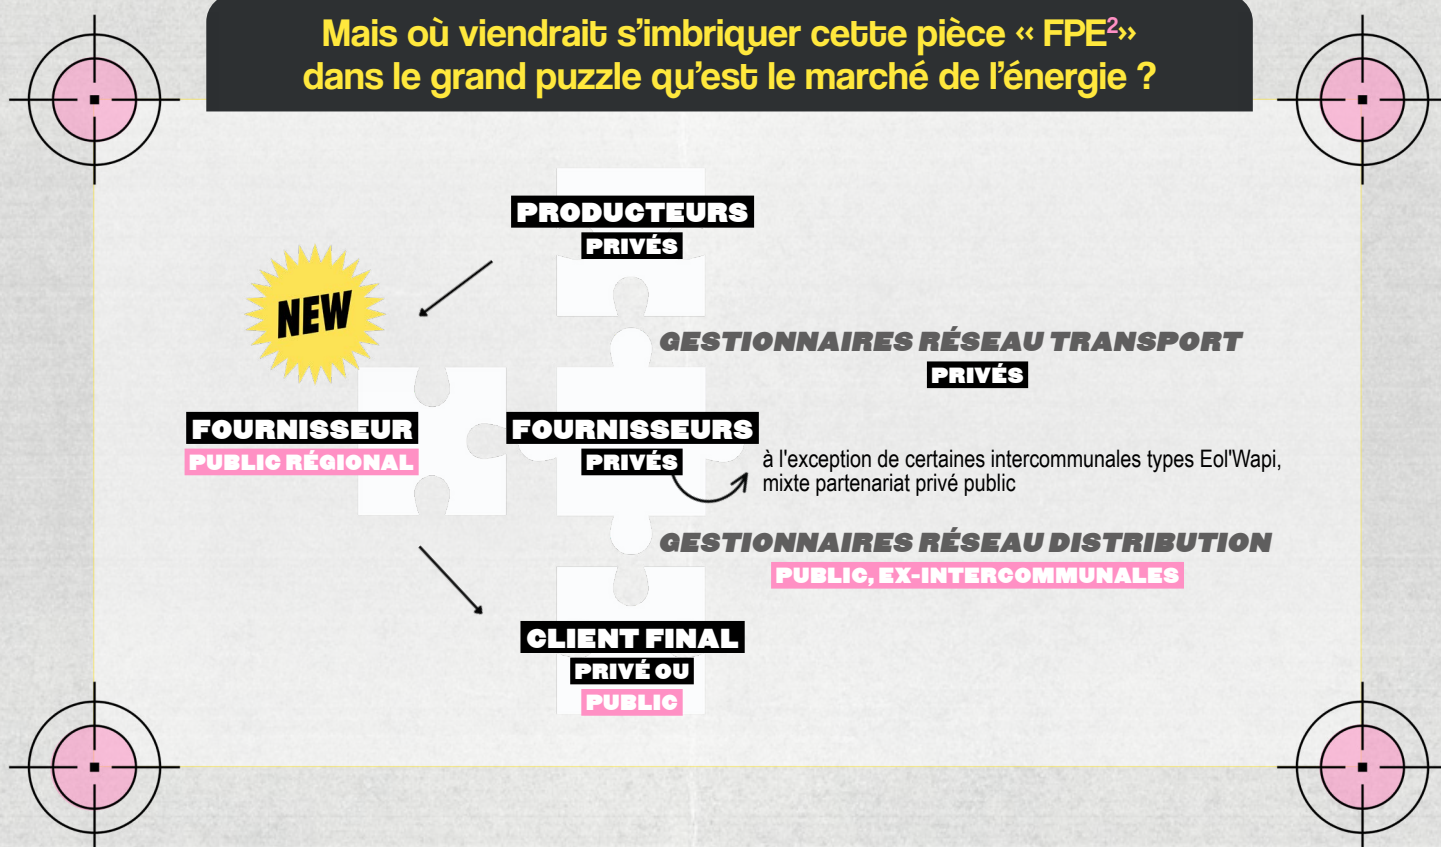 Mais où viendrait s’imbriquer cette pièce « FPE²»
dans le grand puzzle qu’est le marché de l’énergie ?
PRODUCTEURS
PRIVÉS
NEW
GESTIONNAIRES RÉSEAU TRANSPORT
PRIVÉS
FOURNISSEUR
PUBLIC RÉGIONAL
FOURNISSEURS
PRIVÉS
à l'exception de certaines intercommunales types Eol'Wapi,
mixte partenariat privé public
GESTIONNAIRES RÉSEAU DISTRIBUTION
PUBLIC, EX-INTERCOMMUNALES
CLIENT FINAL
PRIVÉ OU
PUBLIC